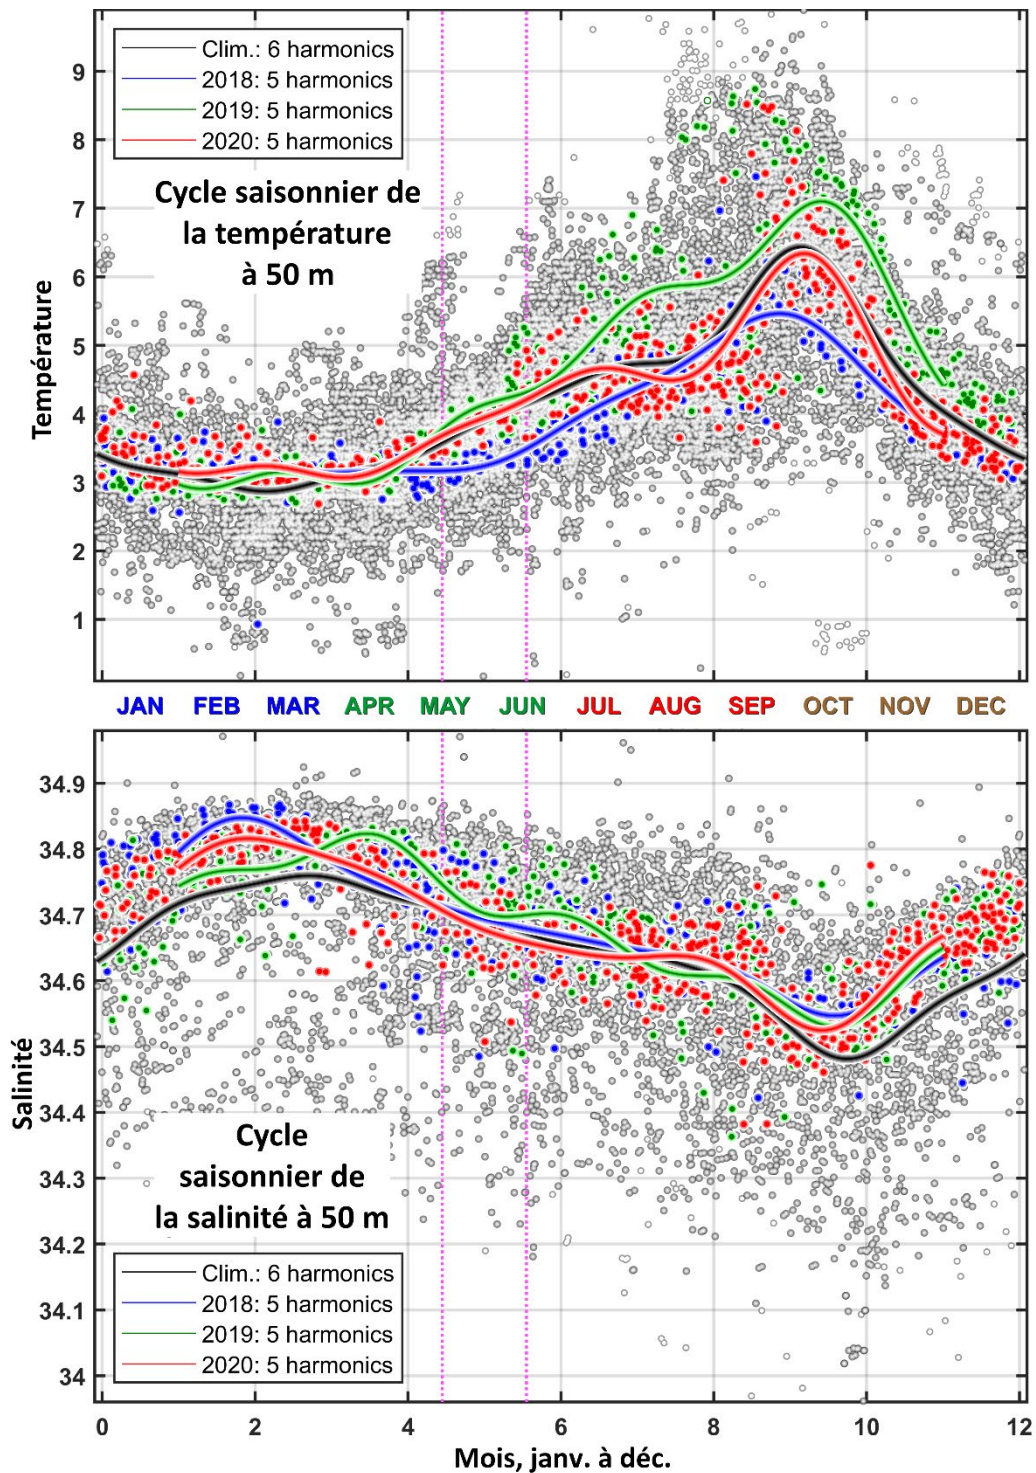 Clim.: 6 harmonics
2018: 5 harmonics
2019: 5 harmonics
2020: 5 harmonics
Cycle saisonnier de
la température
à 50 m
Température
9
8
7
6
5
4
3
2
1
JAN FEB MAR APR MAY JUN JUL AUG SEP OCT NOV DEC
Salinité
34.9
34.8
34.7
34.6
34.5
34.4
34.3
34.2
34.1
34
Cycle
saisonnier de
la salinité à 50 m
Clim.: 6 harmonics
2018: 5 harmonics
2019: 5 harmonics
2020: 5 harmonics
0 2 4 6 8 10 12
Mois, janv. à déc.